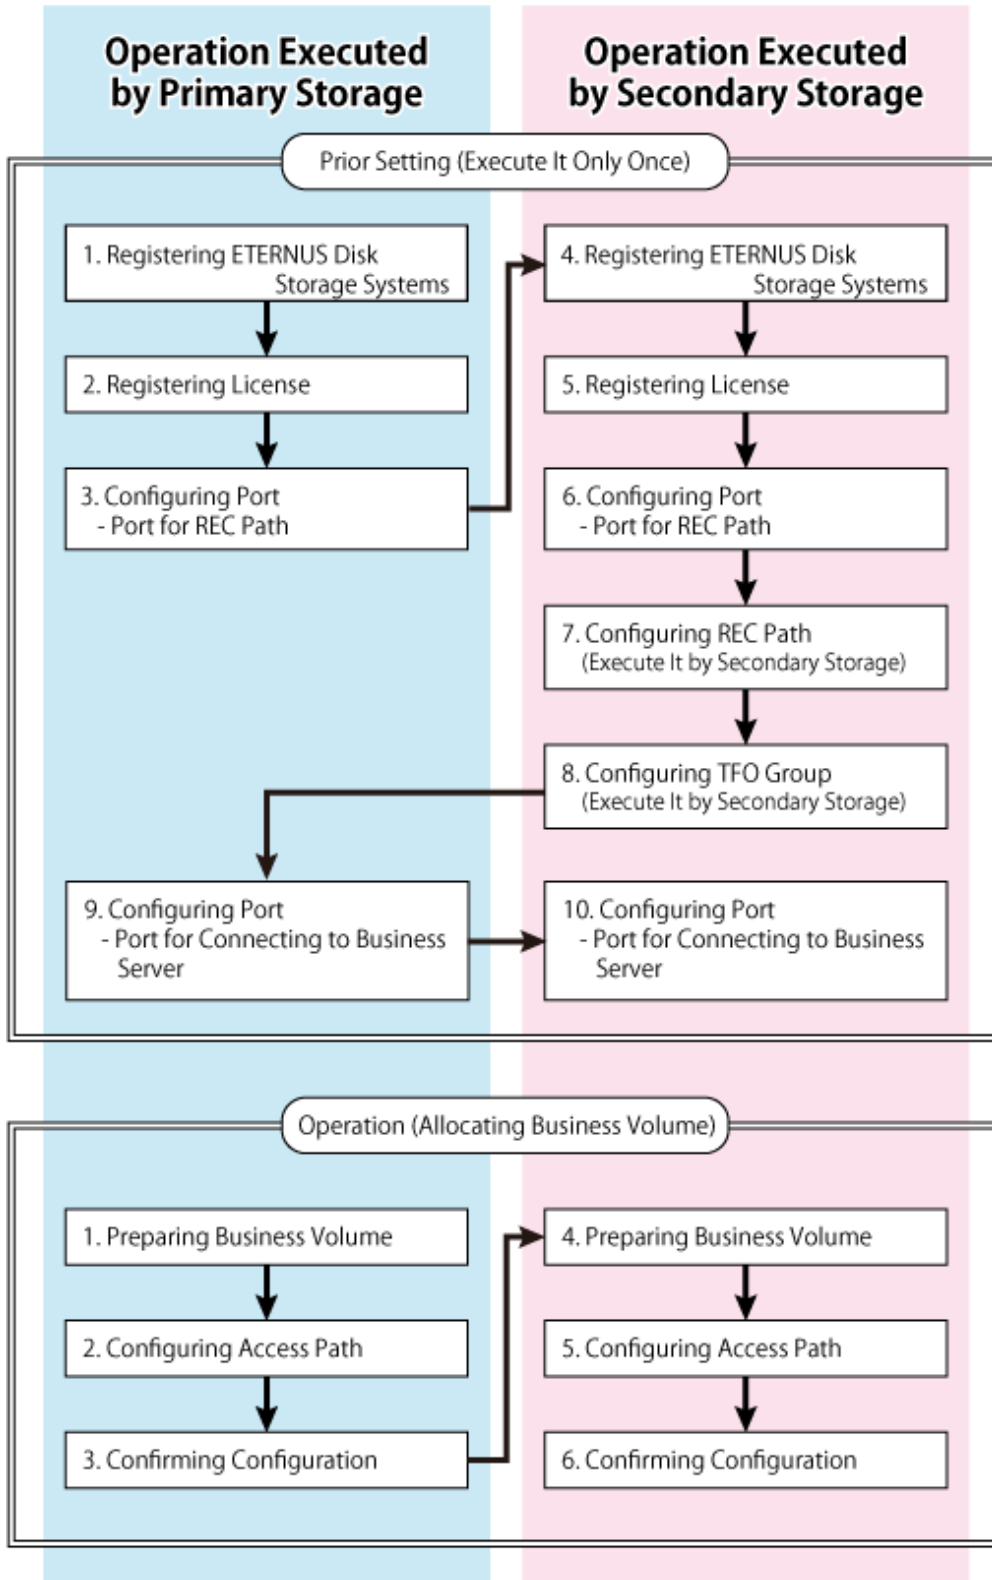 Operation Executed
by Primary Storage
Operation Executed
by Secondary Storage
Prior Setting (Execute It Only Once)
1. Registering ETERNUS Disk
Storage Systems
2. Registering License
3. Configuring Port
- Port for REC Path
4. Registering ETERNUS Disk
Storage Systems
5. Registering License
6. Configuring Port
- Port for REC Path
7. Configuring REC Path
(Execute It by Secondary Storage)
8. Configuring TFO Group
(Execute It by Secondary Storage)
9. Configuring Port
- Port for Connecting to Business
Server
10. Configuring Port
- Port for Connecting to Business
Server
Operation (Allocating Business Volume)
1. Preparing Business Volume
2. Configuring Access Path
3. Confirming Configuration
4. Preparing Business Volume
5. Configuring Access Path
6. Confirming Configuration